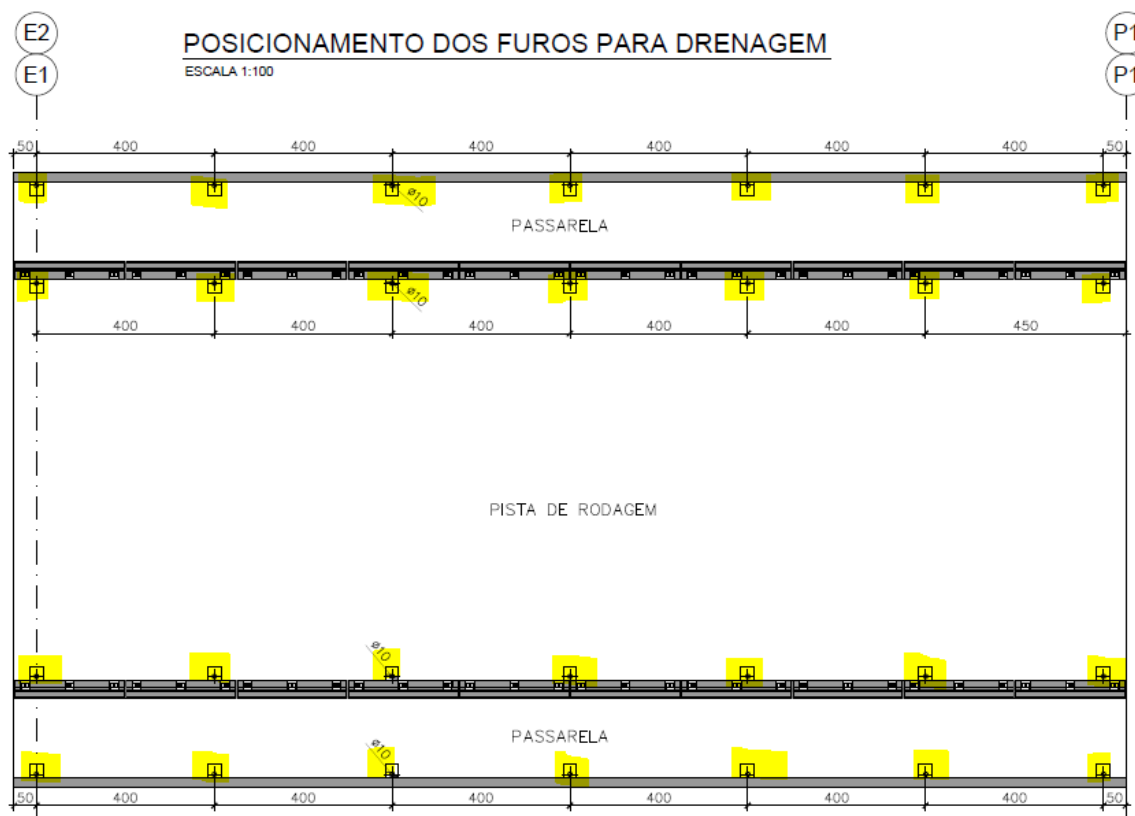 E2
E1
POSICIONAMENTO DOS FUROS PARA DRENAGEM
ESCALA 1:100
P1
P1
50 400 400 400 400 400 400 50
ø10
PASSARELA
ø10
400 400 400 400 400 450
PISTA DE RODAGEM
ø10
PASSARELA
ø10
50 400 400 400 400 400 400 50